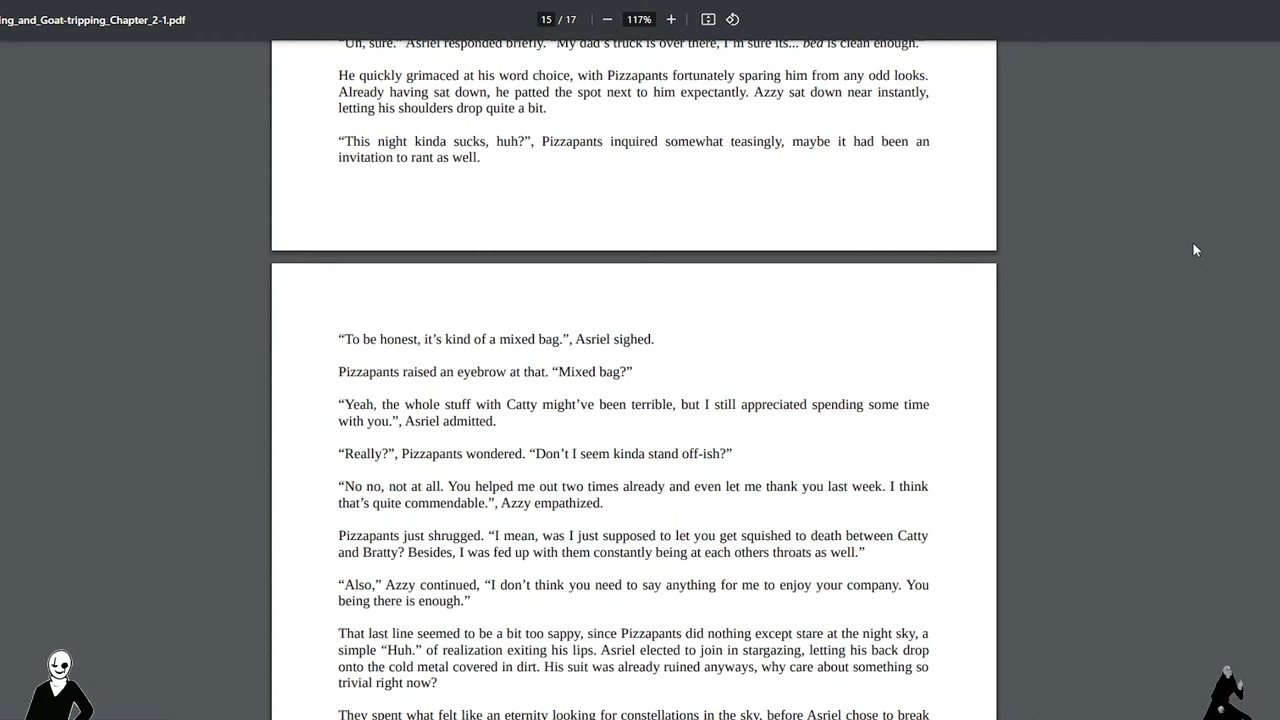 ing_and_Goat-tripping_Chapter_2-1.pdf
15 / 17
117%
“Uh, sure.” Asriel responded briefly. “My dad’s truck is over there, I’m sure its... bed is clean enough.”
He quickly grimaced at his word choice, with Pizzapants fortunately sparing him from any odd looks.
Already having sat down, he patted the spot next to him expectantly. Azzy sat down near instantly,
letting his shoulders drop quite a bit.
“This night kinda sucks, huh?”, Pizzapants inquired somewhat teasingly, maybe it had been an
invitation to rant as well.
“To be honest, it’s kind of a mixed bag.”, Asriel sighed.
Pizzapants raised an eyebrow at that. “Mixed bag?”
“Yeah, the whole stuff with Catty might’ve been terrible, but I still appreciated spending some time
with you.”, Asriel admitted.
“Really?”, Pizzapants wondered. “Don’t I seem kinda stand off-ish?”
“No no, not at all. You helped me out two times already and even let me thank you last week. I think
that’s quite commendable.”, Azzy empathized.
Pizzapants just shrugged. “I mean, was I just supposed to let you get squished to death between Catty
and Bratty? Besides, I was fed up with them constantly being at each others throats as well.”
“Also,” Azzy continued, “I don’t think you need to say anything for me to enjoy your company. You
being there is enough.”
That last line seemed to be a bit too sappy, since Pizzapants did nothing except stare at the night sky, a
simple “Huh.” of realization exiting his lips. Asriel elected to join in stargazing, letting his back drop
onto the cold metal covered in dirt. His suit was already ruined anyways, why care about something so
trivial right now?
They spent what felt like an eternity looking for constellations in the sky, before Asriel chose to break